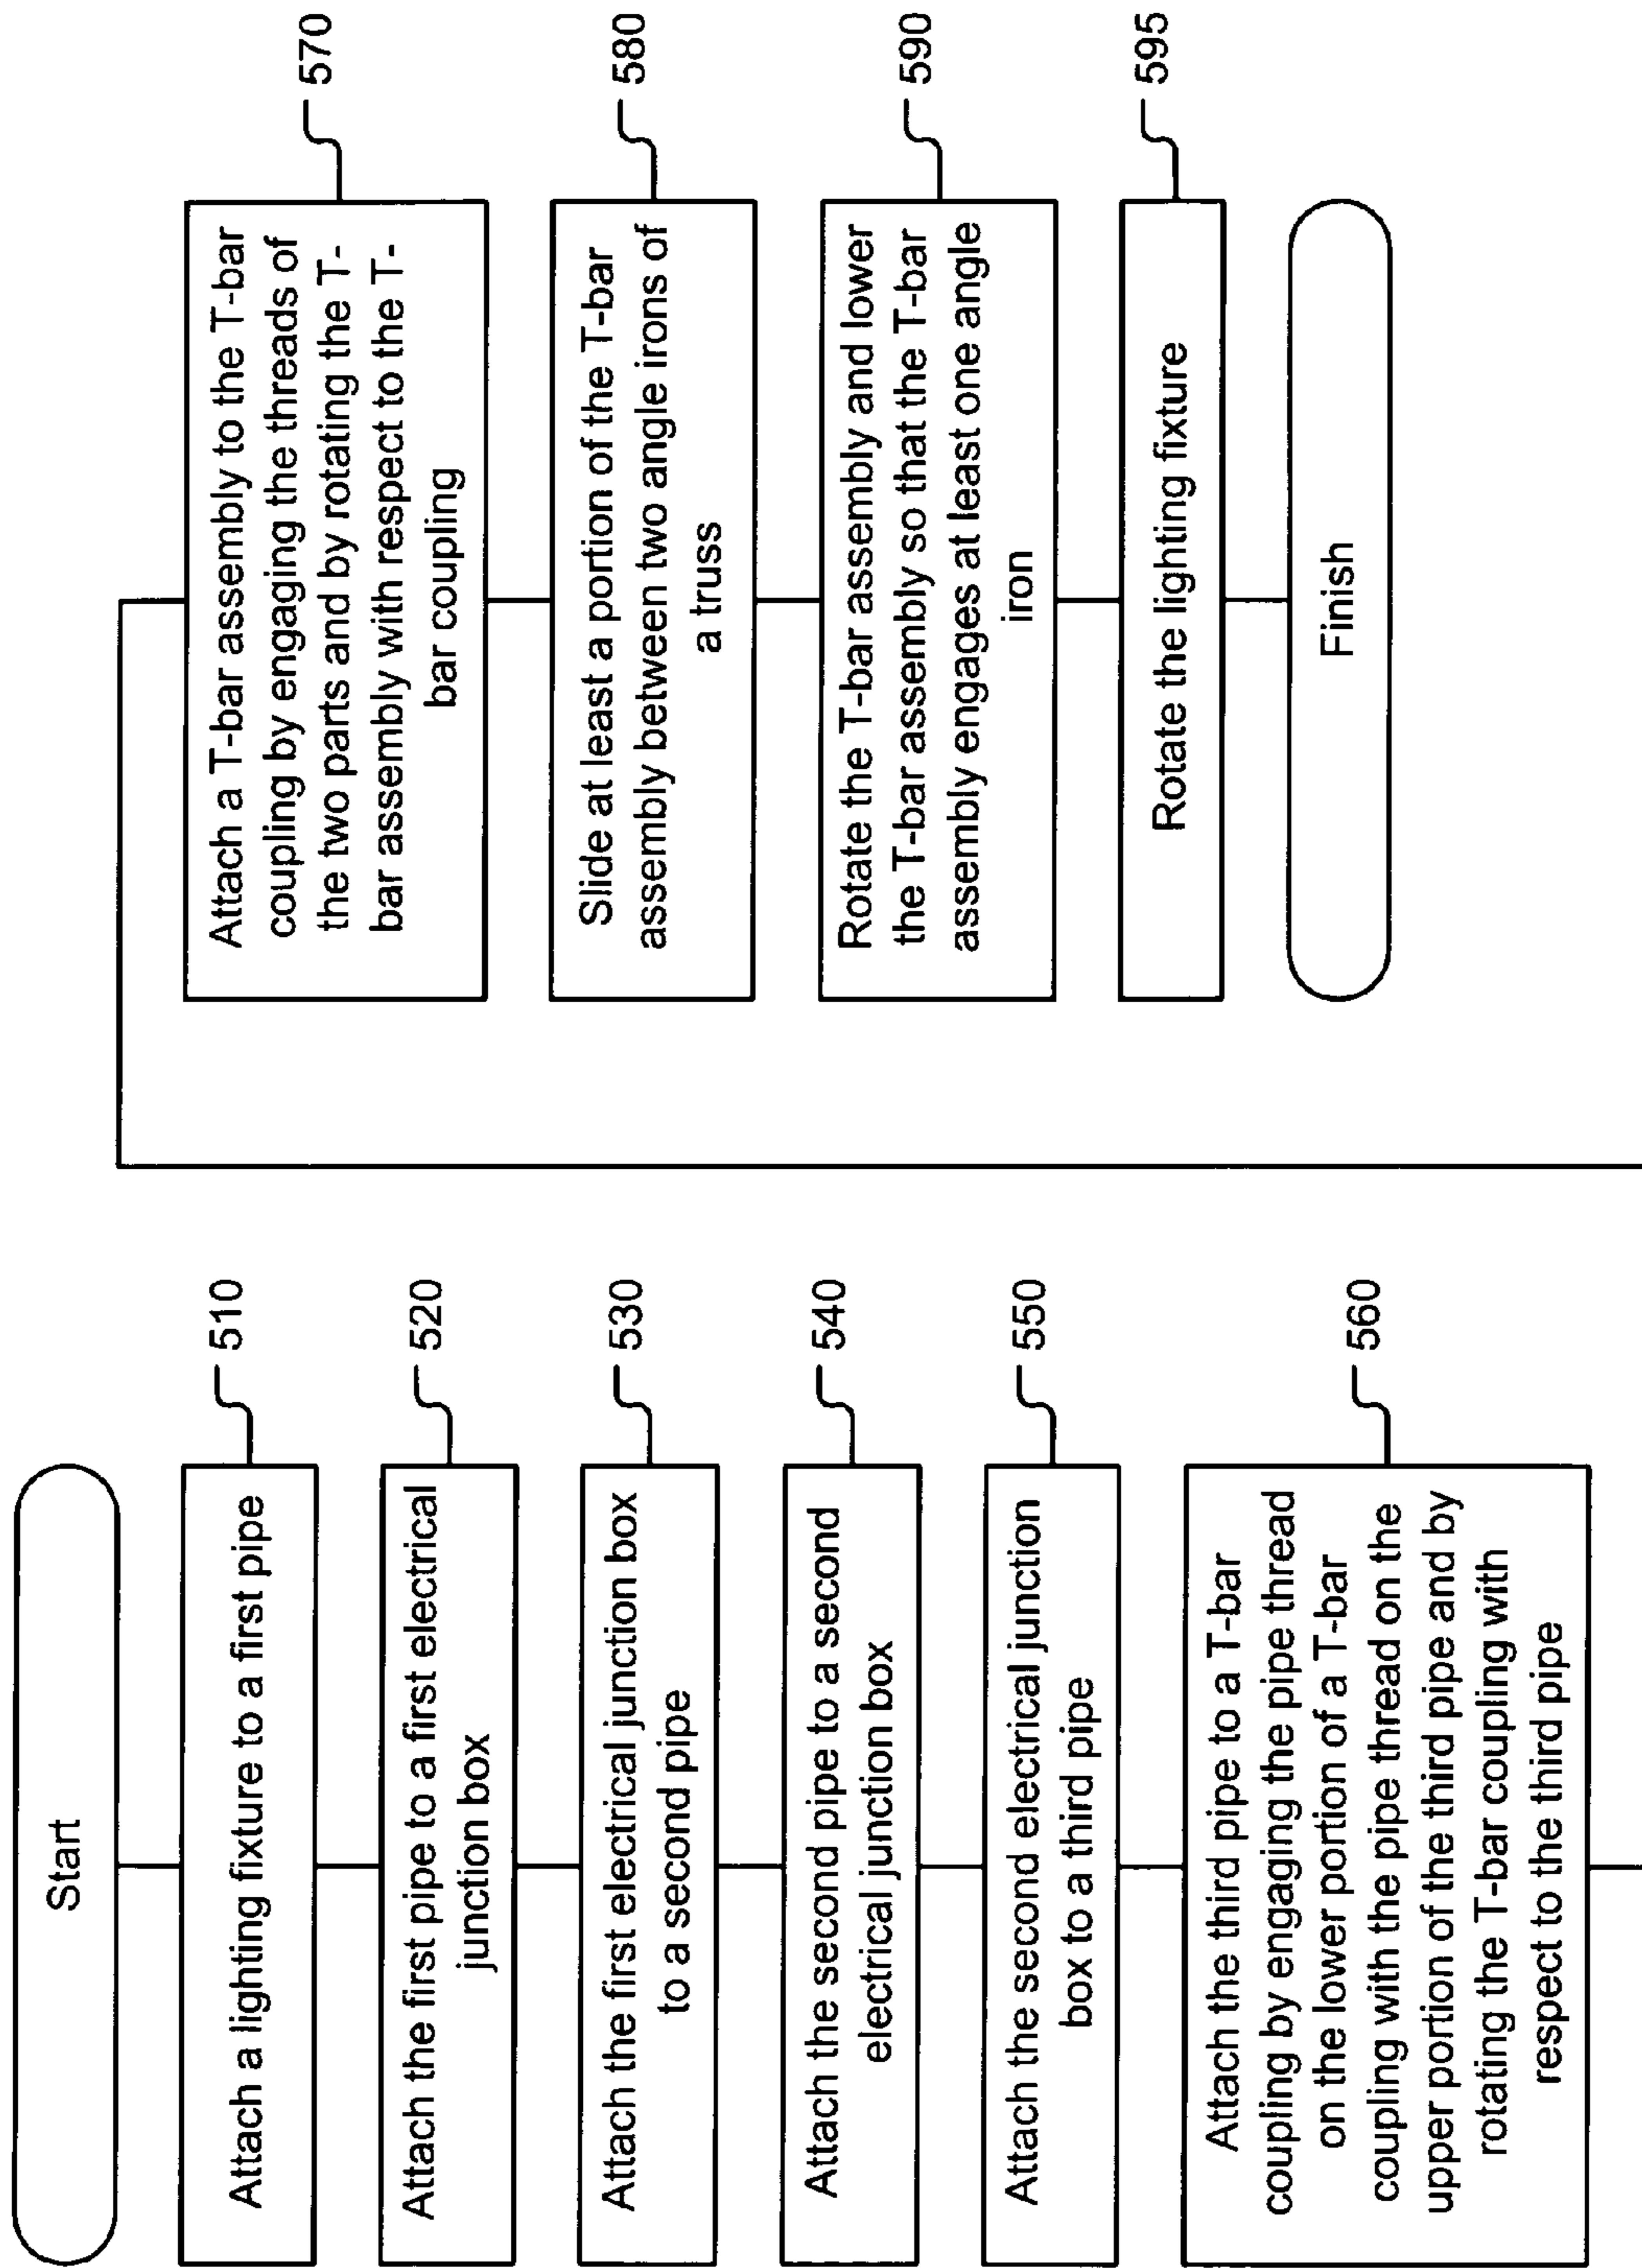 Start
Attach a lighting fixture to a first pipe
510
Attach the first pipe to a first electrical
junction box
520
Attach the first electrical junction box
to a second pipe
530
Attach the second pipe to a second
electrical junction box
540
Attach the second electrical junction
box to a third pipe
550
Attach the third pipe to a T-bar
coupling by engaging the pipe thread
on the lower portion of a T-bar
coupling with the pipe thread on the
upper portion of the third pipe and by
rotating the T-bar coupling with
respect to the third pipe
560
Attach a T-bar assembly to the T-bar
coupling by engaging the threads of
the two parts and by rotating the T-
bar assembly with respect to the T-
bar coupling
570
Slide at least a portion of the T-bar
assembly between two angle irons of
a truss
580
Rotate the T-bar assembly and lower
the T-bar assembly so that the T-bar
assembly engages at least one angle
iron
590
Rotate the lighting fixture
595
Finish